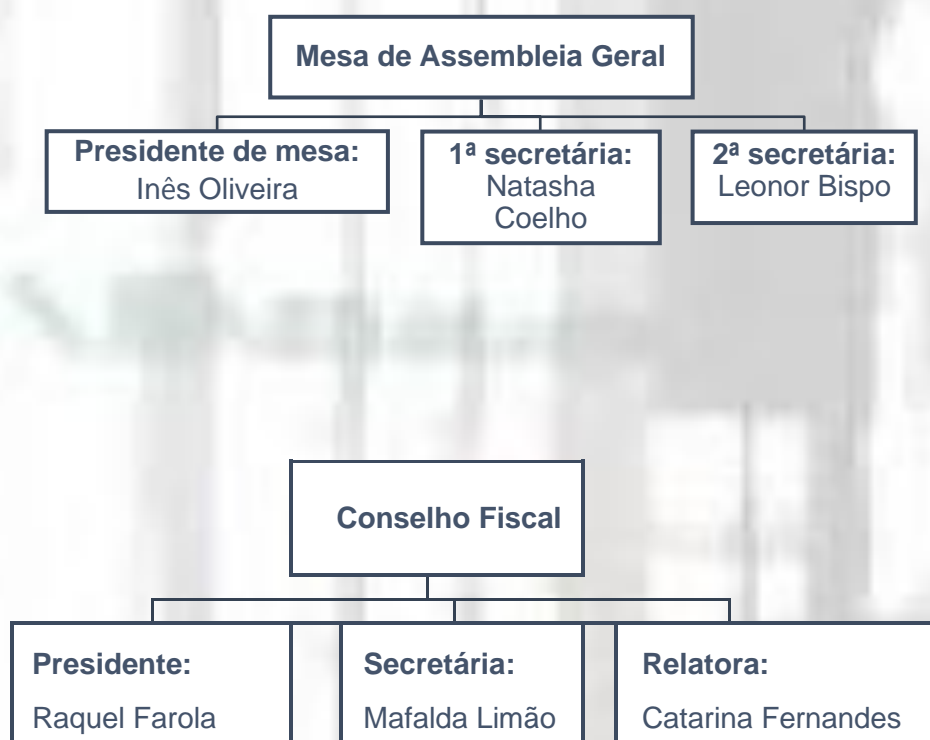 Mesa de Assembleia Geral
Presidente de mesa:
Inês Oliveira
1ª secretária:
Natasha
Coelho
2ª secretária:
Leonor Bispo
Conselho Fiscal
Presidente:
Raquel Farola
Secretária:
Mafalda Limão
Relatora:
Catarina Fernandes